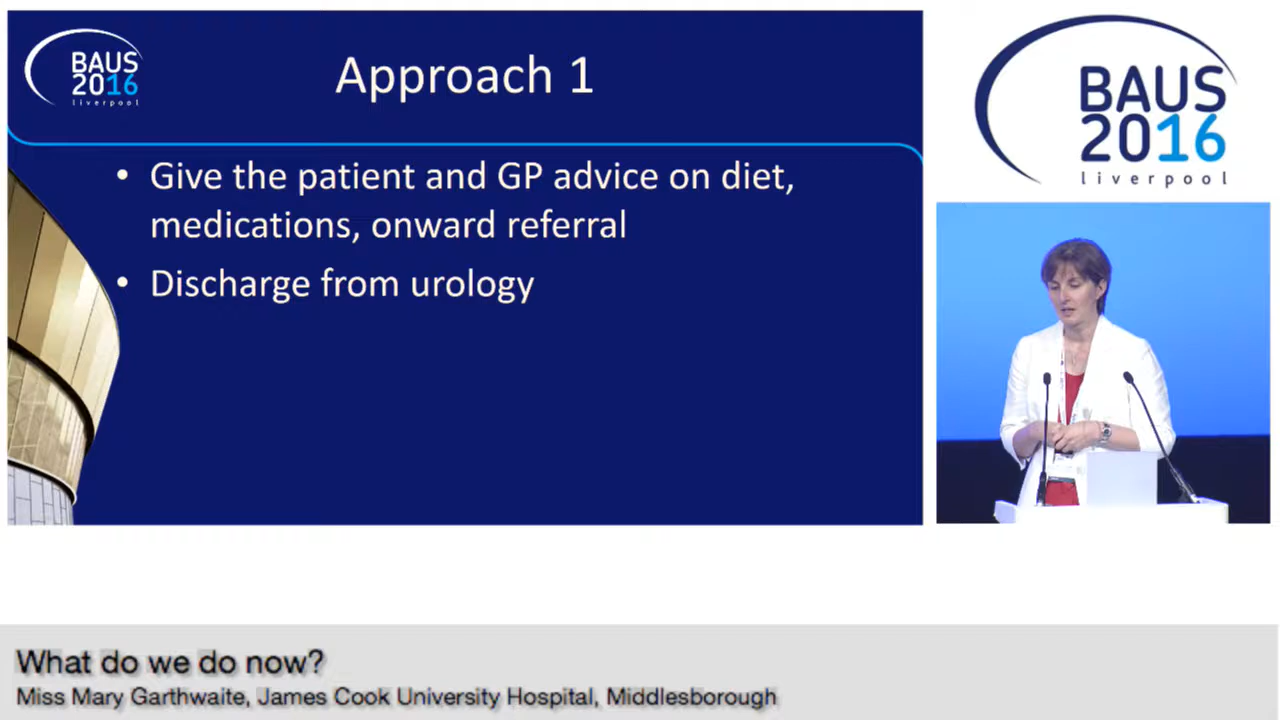 BAUS
2016
liverpool
Approach 1
• Give the patient and GP advice on diet,
medications, onward referral
• Discharge from urology
BAUS
2016
liverpool
What do we do now?
Miss Mary Garthwaite, James Cook University Hospital, Middlesborough